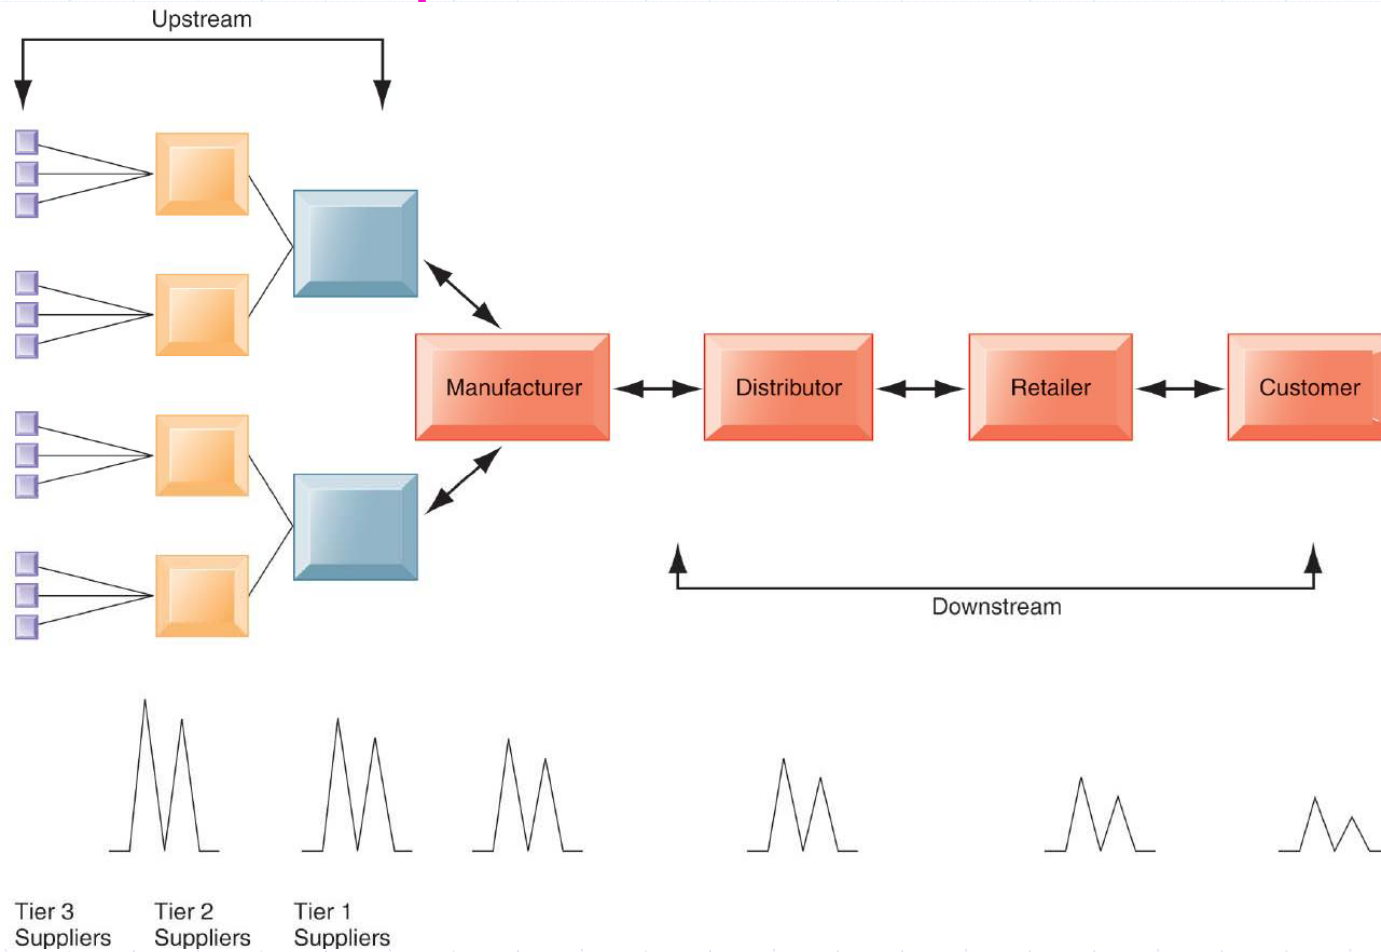 Upstream
Manufacturer
Distributor
Retailer
Customer
Downstream
Tier 3
Suppliers
Tier 2
Suppliers
Tier 1
Suppliers